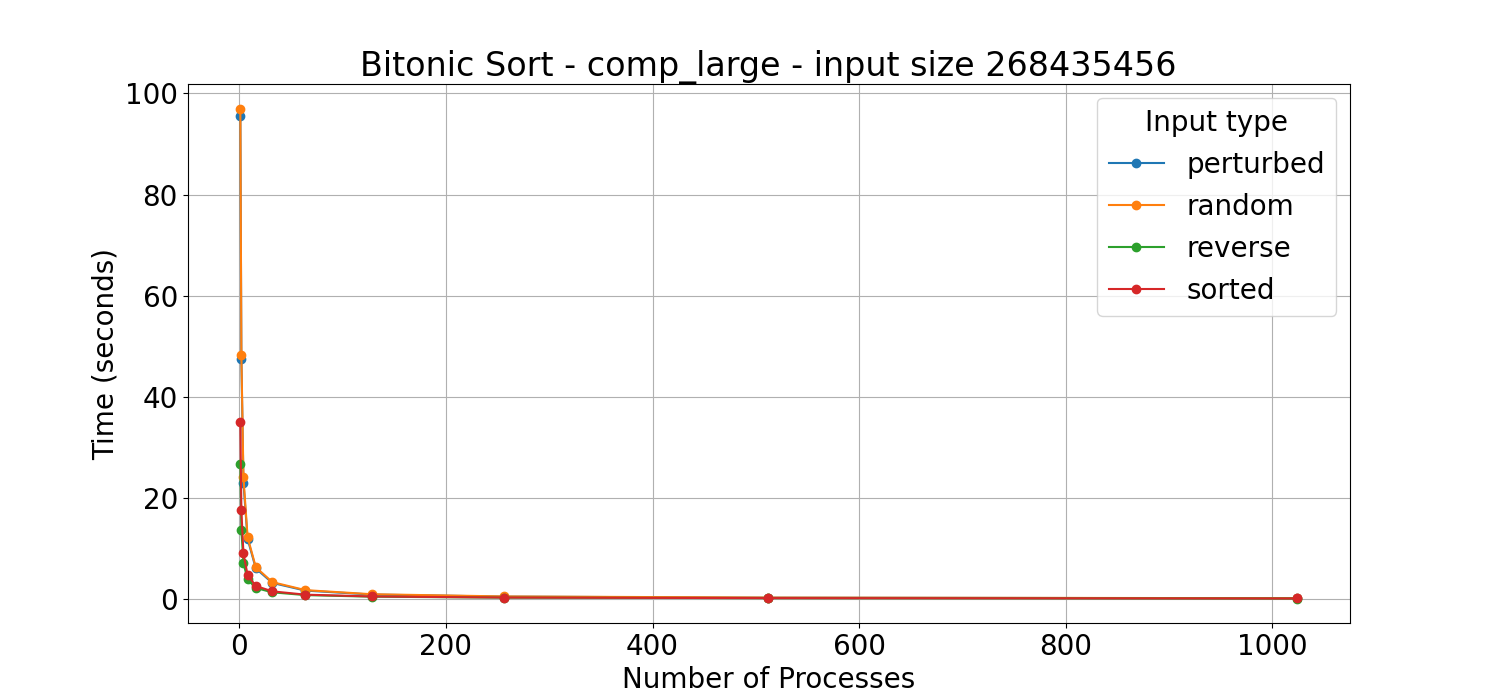 Bitonic Sort - comp_large - input size 268435456
100
80
60
40
20
0
Time (seconds)
Input type
perturbed
random
reverse
sorted
0 200 400 600 800 1000
Number of Processes